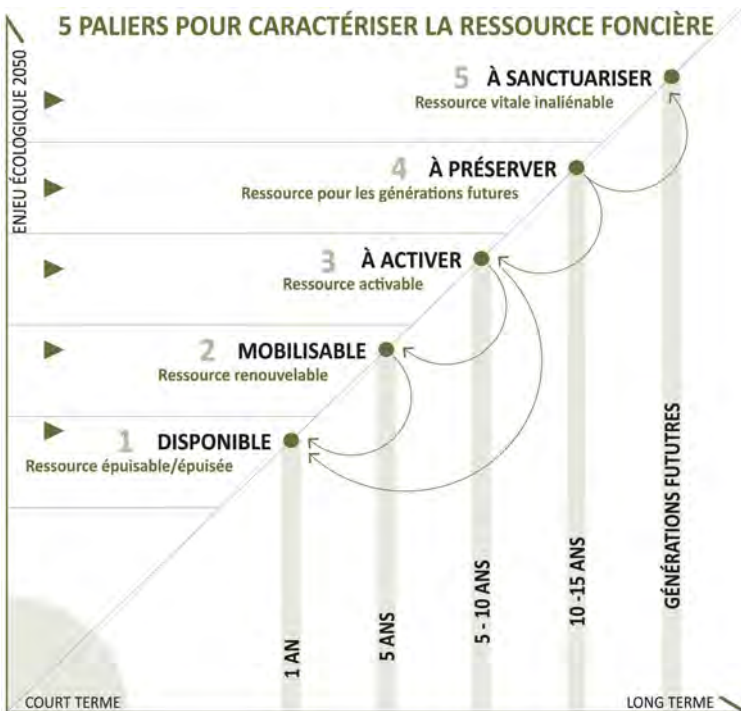 5 PALIERS POUR CARACTÉRISER LA RESSOURCE FONCIÈRE
ENJEU ÉCOLOGIQUE 2050
5 À SANCTUARISER
Ressource vitale inaliénable
4 À PRÉSERVER
Ressource pour les générations futures
3 À ACTIVER
Ressource activable
2 MOBILISABLE
Ressource renouvelable
1 DISPONIBLE
Ressource épuisable/épuisée
1 AN
5 ANS
5 - 10 ANS
10 -15 ANS
GÉNÉRATIONS FUTUTRES
COURT TERME
LONG TERME